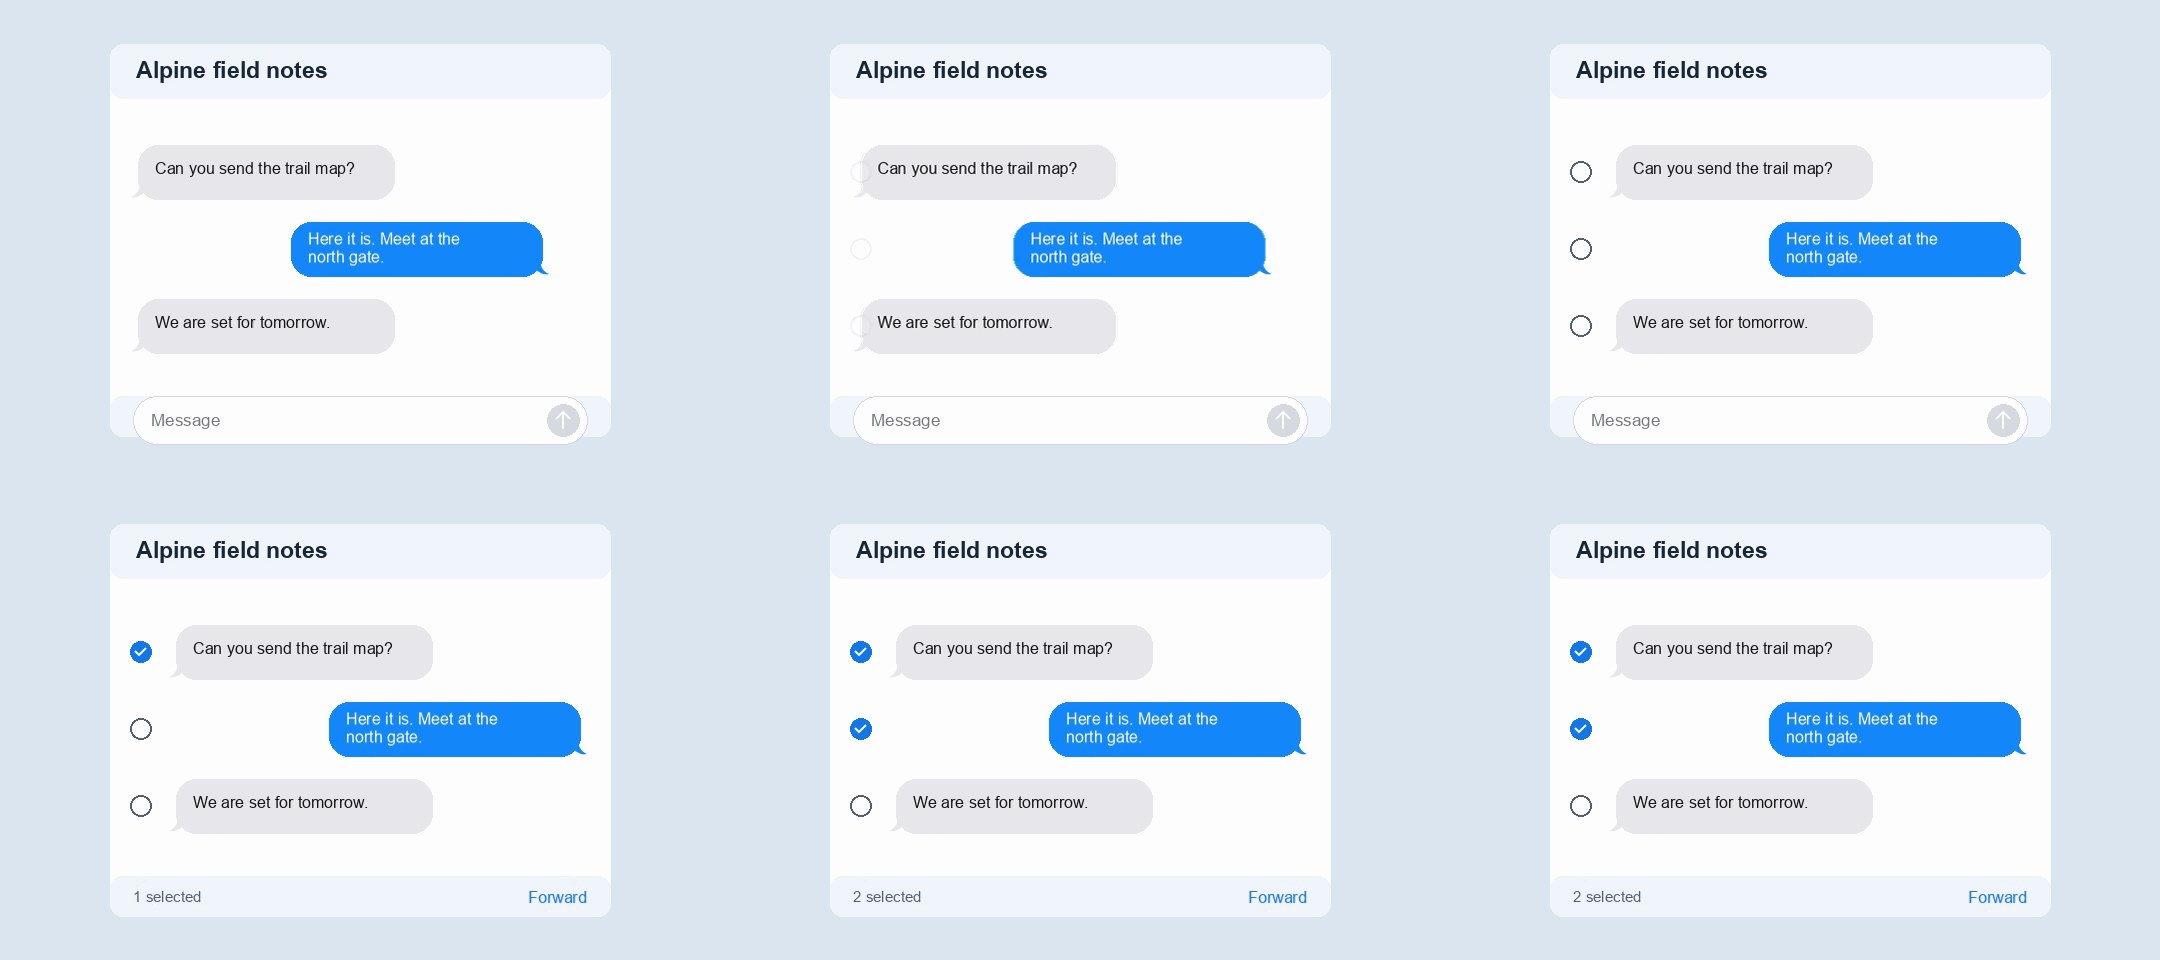 Alpine field notes
Can you send the trail map?
Here it is. Meet at the
north gate.
We are set for tomorrow.
Message
Alpine field notes
Can you send the trail map?
Here it is. Meet at the
north gate.
We are set for tomorrow.
Message
Alpine field notes
Can you send the trail map?
Here it is. Meet at the
north gate.
We are set for tomorrow.
Message
Alpine field notes
Can you send the trail map?
Here it is. Meet at the
north gate.
We are set for tomorrow.
1 selected Forward
Alpine field notes
Can you send the trail map?
Here it is. Meet at the
north gate.
We are set for tomorrow.
2 selected Forward
Alpine field notes
Can you send the trail map?
Here it is. Meet at the
north gate.
We are set for tomorrow.
2 selected Forward